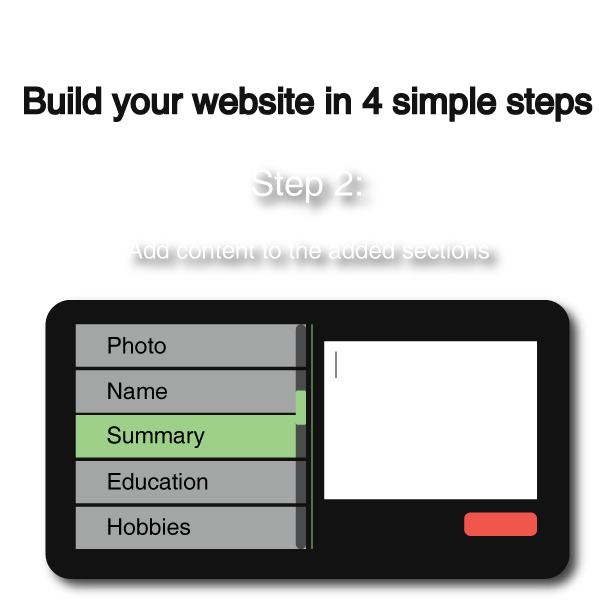 Build your website in 4 simple steps
Step 2:
Add content to the added sections
Photo
Name
Summary
Education
Hobbies